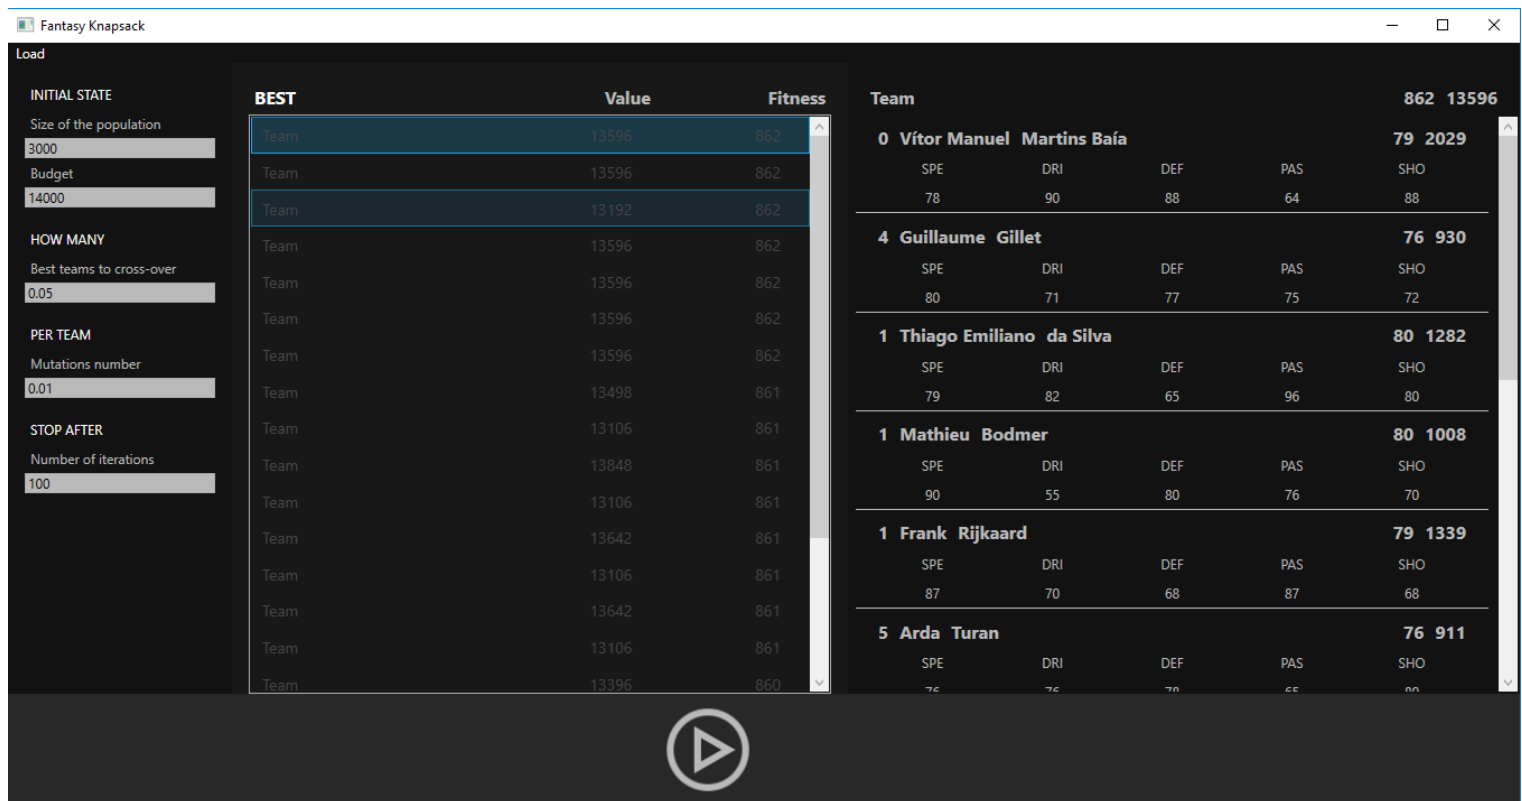 Fantasy Knapsack
Load
INITIAL STATE
Size of the population
3000
Budget
14000
HOW MANY
Best teams to cross-over
0.05
PER TEAM
Mutations number
0.01
STOP AFTER
Number of iterations
100
BEST Value Fitness
Team 13596 862
Team 13596 862
Team 13192 862
Team 13596 862
Team 13596 862
Team 13596 862
Team 13596 862
Team 13498 861
Team 13106 861
Team 13848 861
Team 13106 861
Team 13642 861
Team 13106 861
Team 13642 861
Team 13106 861
Team 13396 860
Team 862 13596
0 Vítor Manuel Martins Baía 79 2029
SPE DRI DEF PAS SHO
78 90 88 64 88
4 Guillaume Gillet 76 930
SPE DRI DEF PAS SHO
80 71 77 75 72
1 Thiago Emiliano da Silva 80 1282
SPE DRI DEF PAS SHO
79 82 65 96 80
1 Mathieu Bodmer 80 1008
SPE DRI DEF PAS SHO
90 55 80 76 70
1 Frank Rijkaard 79 1339
SPE DRI DEF PAS SHO
87 70 68 87 68
5 Arda Turan 76 911
SPE DRI DEF PAS SHO